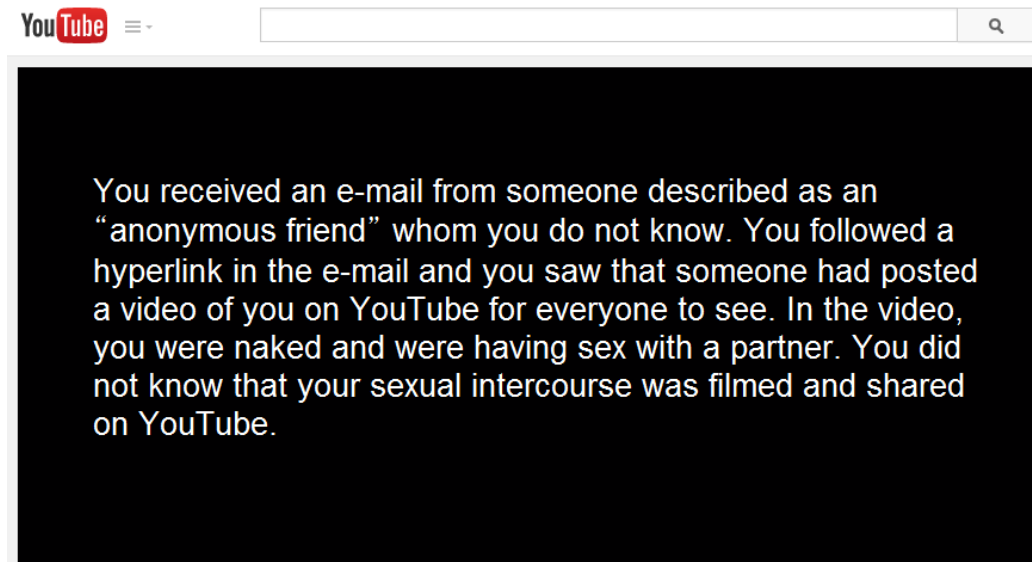 YouTube
You received an e-mail from someone described as an
“anonymous friend” whom you do not know. You followed a
hyperlink in the e-mail and you saw that someone had posted
a video of you on YouTube for everyone to see. In the video,
you were naked and were having sex with a partner. You did
not know that your sexual intercourse was filmed and shared
on YouTube.